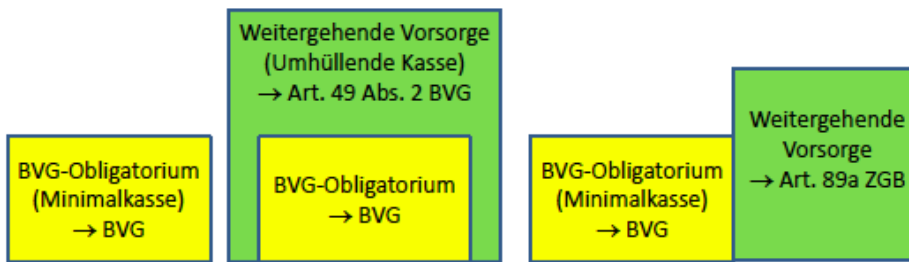 BVG-Obligatorium
(Minimalkasse)
→ BVG
Weitergehende Vorsorge
(Umhüllende Kasse)
→ Art. 49 Abs. 2 BVG
BVG-Obligatorium
→ BVG
BVG-Obligatorium
(Minimalkasse)
→ BVG
Weitergehende
Vorsorge
→ Art. 89a ZGB